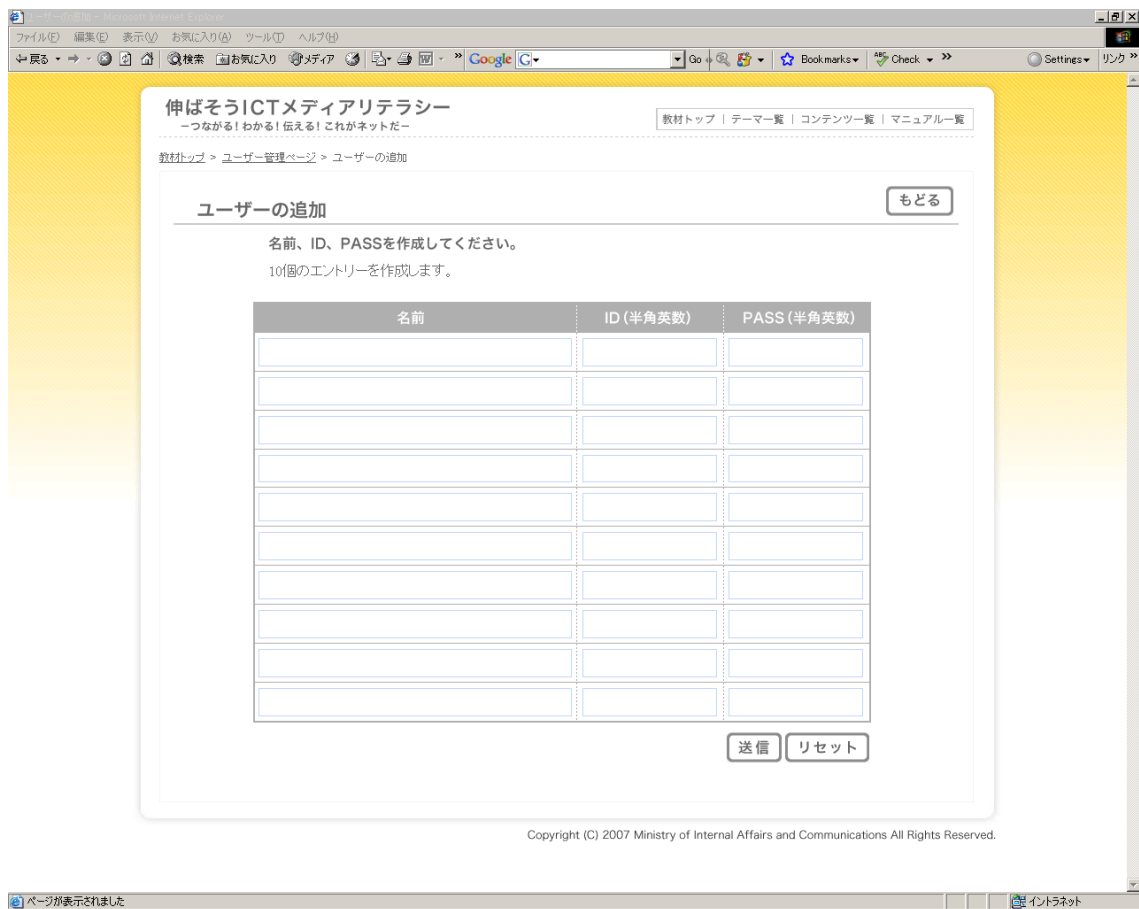 ユーザーの追加 - Microsoft Internet Explorer
ファイル(F) 編集(E) 表示(V) お気に入り(A) ツール(T) ヘルプ(H)
戻る 検索 お気に入り メディア » Google G Go Bookmarks Check » Settings リンク »
伸ばそうICTメディアリテラシー
−つながる！わかる！伝える！これがネットだ−
教材トップ | テーマ一覧 | コンテンツ一覧 | マニュアル一覧
教材トップ > ユーザー管理ページ > ユーザーの追加
もどる
ユーザーの追加
名前、ID、PASSを作成してください。
10個のエントリーを作成します。
名前 ID(半角英数) PASS(半角英数)
送信 リセット
Copyright (C) 2007 Ministry of Internal Affairs and Communications All Rights Reserved.
ページが表示されました イントラネット